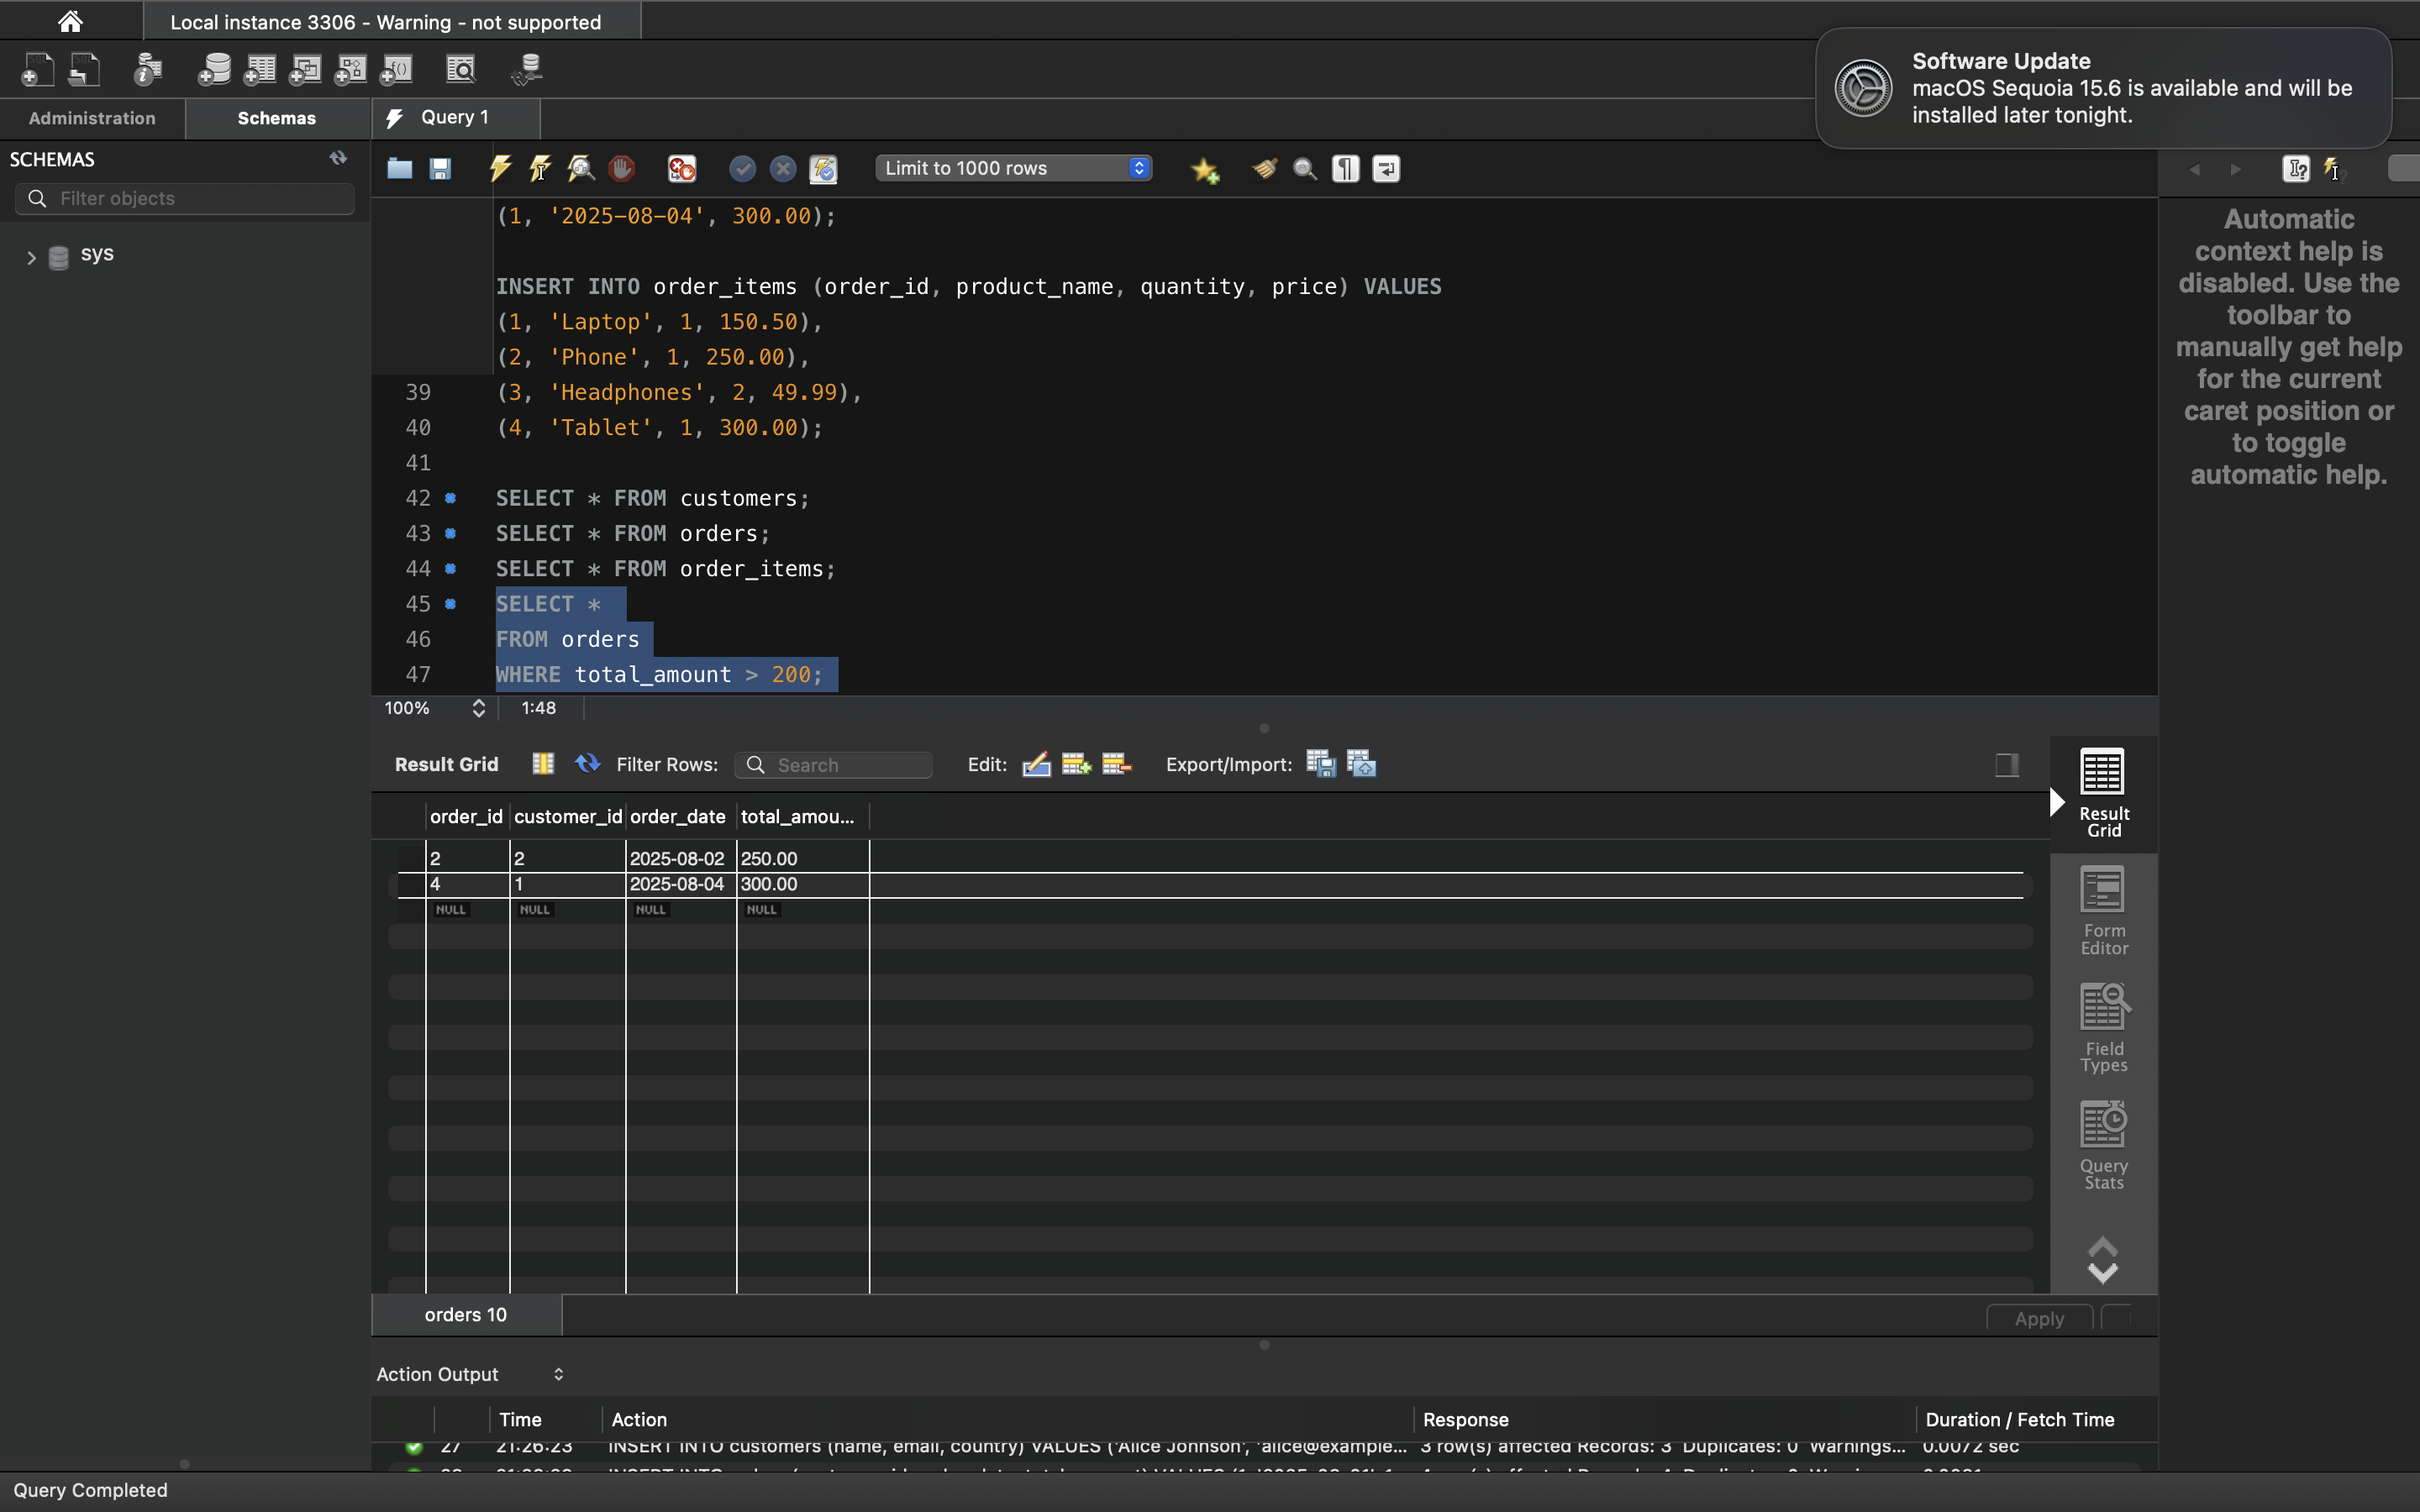 Local instance 3306 - Warning - not supported
Software Update
macOS Sequoia 15.6 is available and will be
installed later tonight.
Administration
Schemas
Query 1
SCHEMAS
Filter objects
sys
Limit to 1000 rows
(1, '2025-08-04', 300.00);
INSERT INTO order_items (order_id, product_name, quantity, price) VALUES
(1, 'Laptop', 1, 150.50),
(2, 'Phone', 1, 250.00),
39 (3, 'Headphones', 2, 49.99),
40 (4, 'Tablet', 1, 300.00);
41
42 SELECT * FROM customers;
43 SELECT * FROM orders;
44 SELECT * FROM order_items;
45 SELECT *
46 FROM orders
47 WHERE total_amount > 200;
100% 1:48
Automatic
context help is
disabled. Use the
toolbar to
manually get help
for the current
caret position or
to toggle
automatic help.
Result Grid Filter Rows: Search Edit: Export/Import:
order_id customer_id order_date total_amou...
2 2 2025-08-02 250.00
4 1 2025-08-04 300.00
NULL NULL NULL NULL
Result
Grid
Form
Editor
Field
Types
Query
Stats
orders 10
Apply
Action Output
Time Action Response Duration / Fetch Time
27 21:26:23 INSERT INTO customers (name, email, country) VALUES ('Alice Johnson', 'alice@example... 3 row(s) affected Records: 3 Duplicates: 0 Warnings... 0.0072 sec
Query Completed